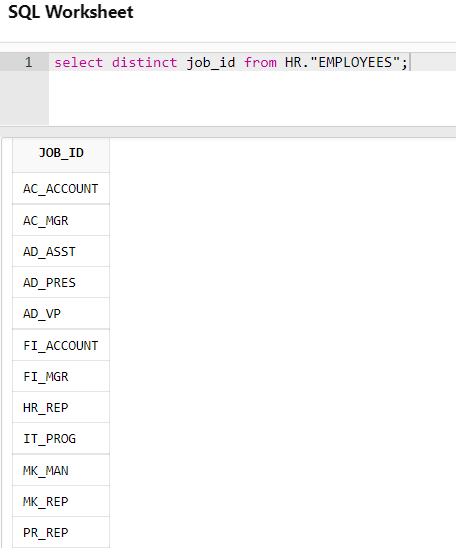 SQL Worksheet
1 select distinct job_id from HR."EMPLOYEES";
JOB_ID
AC_ACCOUNT
AC_MGR
AD_ASST
AD_PRES
AD_VP
FI_ACCOUNT
FI_MGR
HR_REP
IT_PROG
MK_MAN
MK_REP
PR_REP